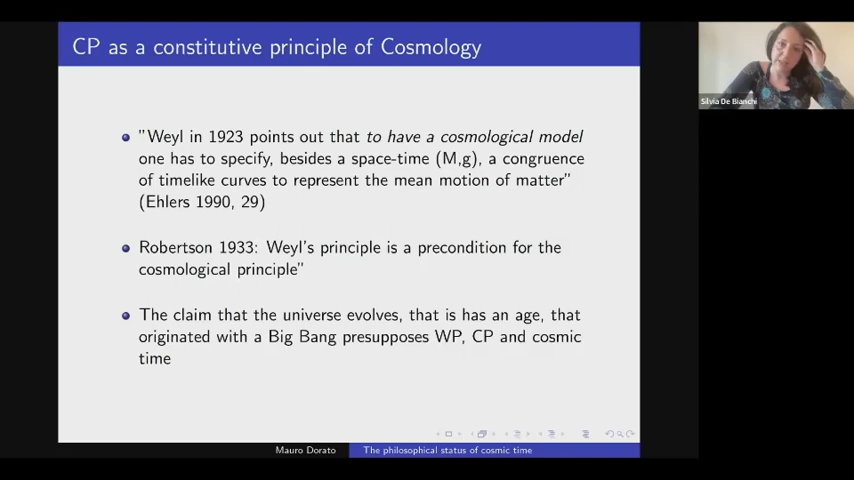 CP as a constitutive principle of Cosmology
"Weyl in 1923 points out that to have a cosmological model
one has to specify, besides a space-time (M,g), a congruence
of timelike curves to represent the mean motion of matter"
(Ehlers 1990, 29)
Robertson 1933: Weyl's principle is a precondition for the
cosmological principle"
The claim that the universe evolves, that is has an age, that
originated with a Big Bang presupposes WP, CP and cosmic
time
Mauro Dorato
The philosophical status of cosmic time
Silvia De Bianchi